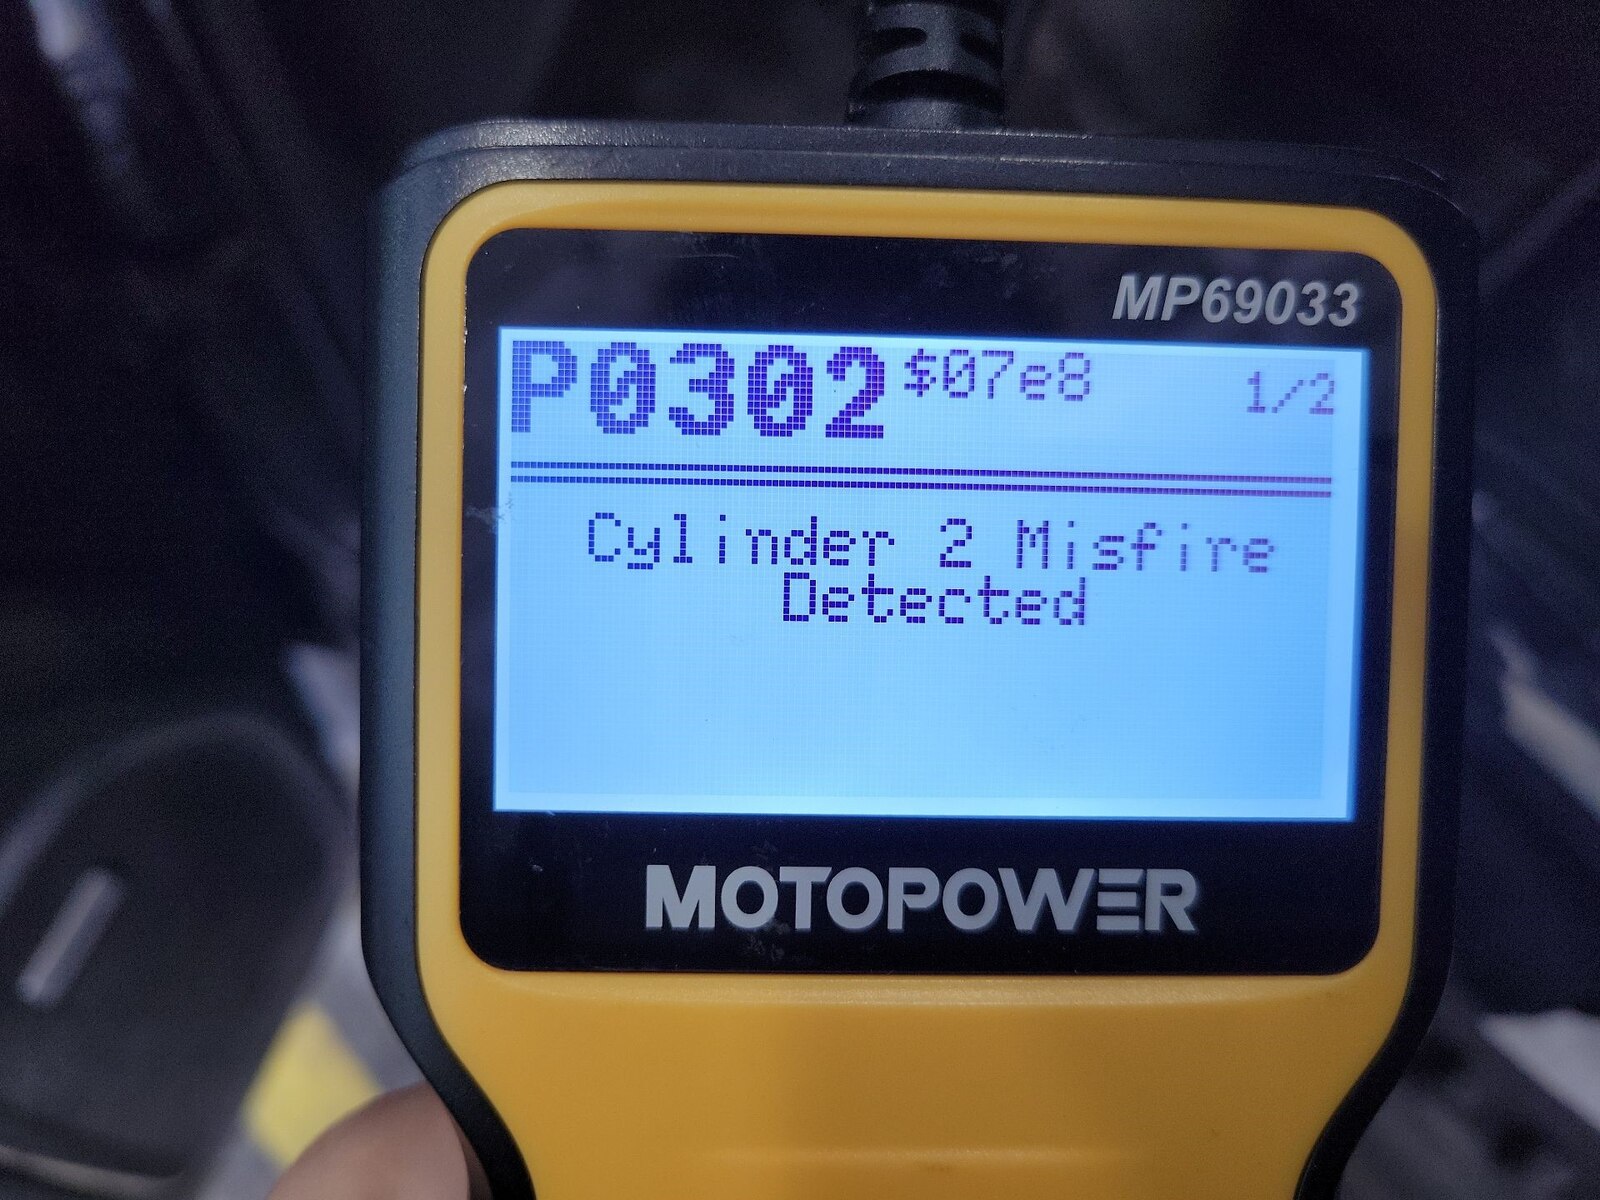 MP69033
P0302 $07e8 1/2
Cylinder 2 Misfire
Detected
MOTOPOWER